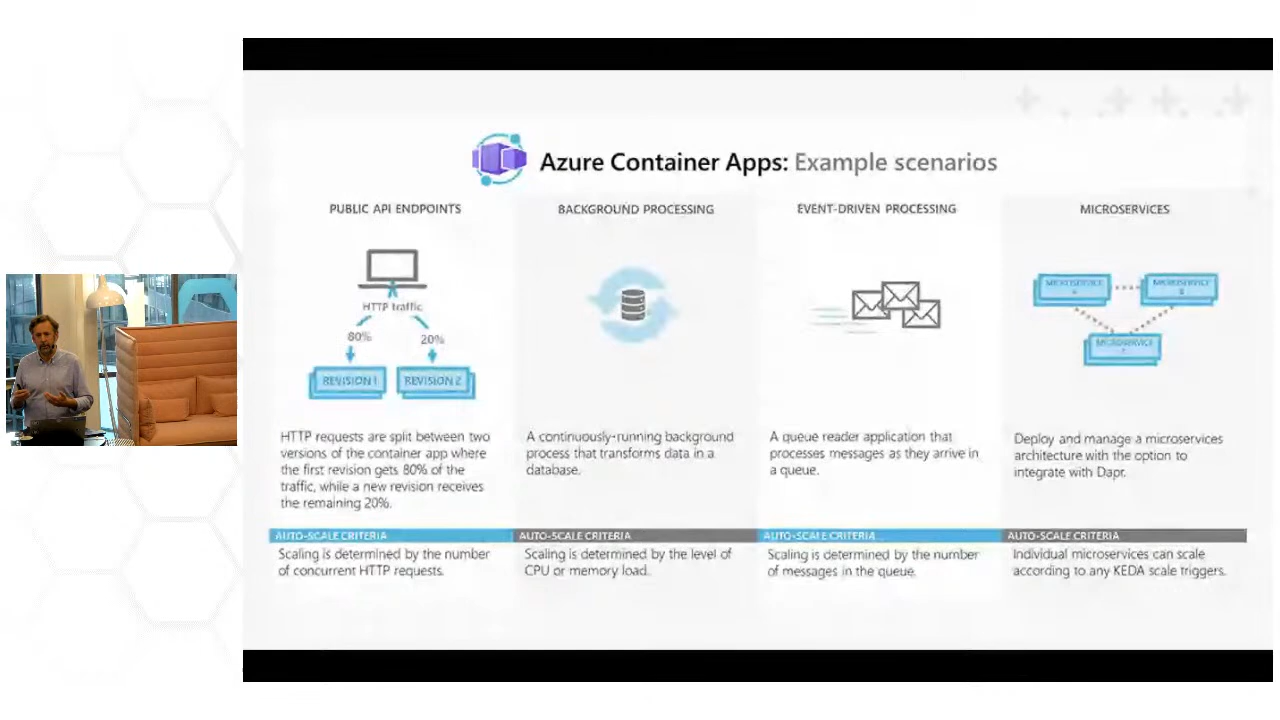 Azure Container Apps: Example scenarios
PUBLIC API ENDPOINTS
HTTP traffic
80%
20%
REVISION 1
REVISION 2
HTTP requests are split between two
versions of the container app where
the first revision gets 80% of the
traffic, while a new revision receives
the remaining 20%.
AUTO-SCALE CRITERIA
Scaling is determined by the number
of concurrent HTTP requests.
BACKGROUND PROCESSING
A continuously-running background
process that transforms data in a
database.
AUTO-SCALE CRITERIA
Scaling is determined by the level of
CPU or memory load.
EVENT-DRIVEN PROCESSING
A queue reader application that
processes messages as they arrive in
a queue.
AUTO-SCALE CRITERIA
Scaling is determined by the number
of messages in the queue.
MICROSERVICES
MICROSERVICE
MICROSERVICE
MICROSERVICE
Deploy and manage a microservices
architecture with the option to
integrate with Dapr.
AUTO-SCALE CRITERIA
Individual microservices can scale
according to any KEDA scale triggers.